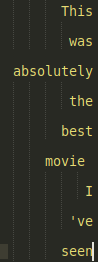 This
was
absolutely
the
best
movie
I
've
seen